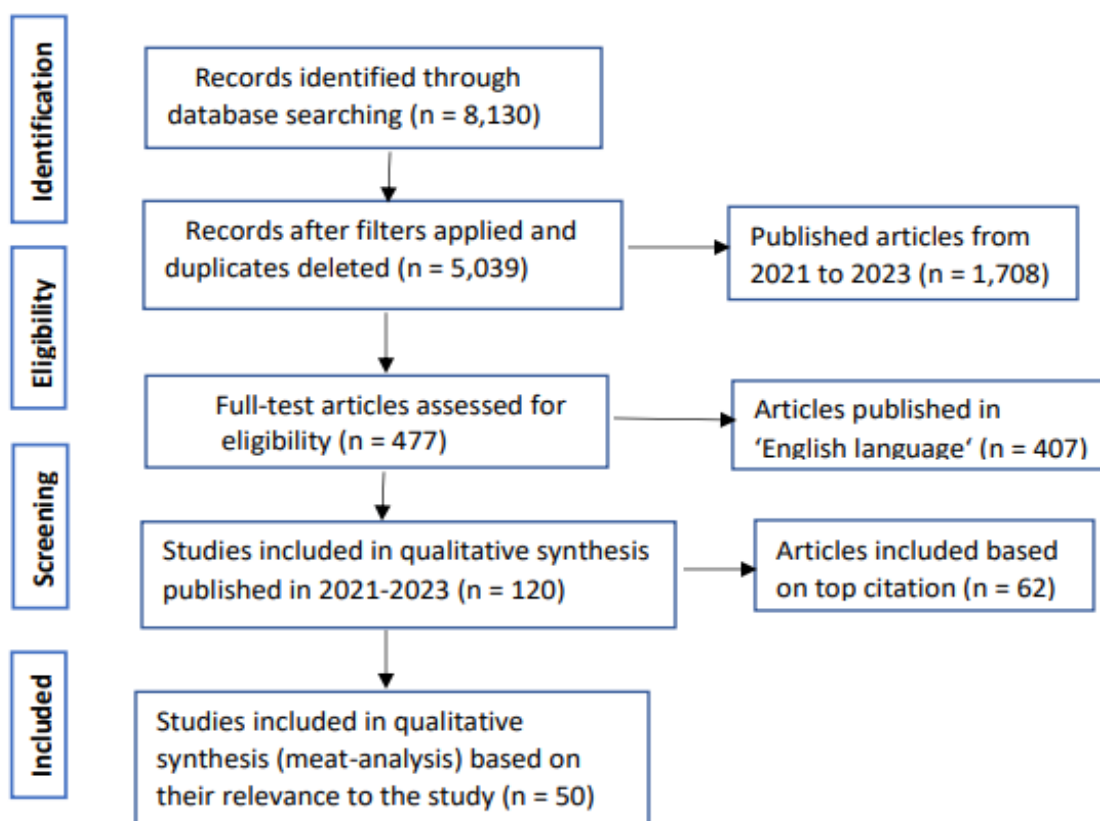 Identification
Records identified through
database searching (n = 8,130)
Records after filters applied and
duplicates deleted (n = 5,039)
Published articles from
2021 to 2023 (n = 1,708)
Eligibility
Full-test articles assessed for
eligibility (n = 477)
Articles published in
‘English language‘ (n = 407)
Screening
Studies included in qualitative synthesis
published in 2021-2023 (n = 120)
Articles included based
on top citation (n = 62)
Included
Studies included in qualitative
synthesis (meat-analysis) based on
their relevance to the study (n = 50)